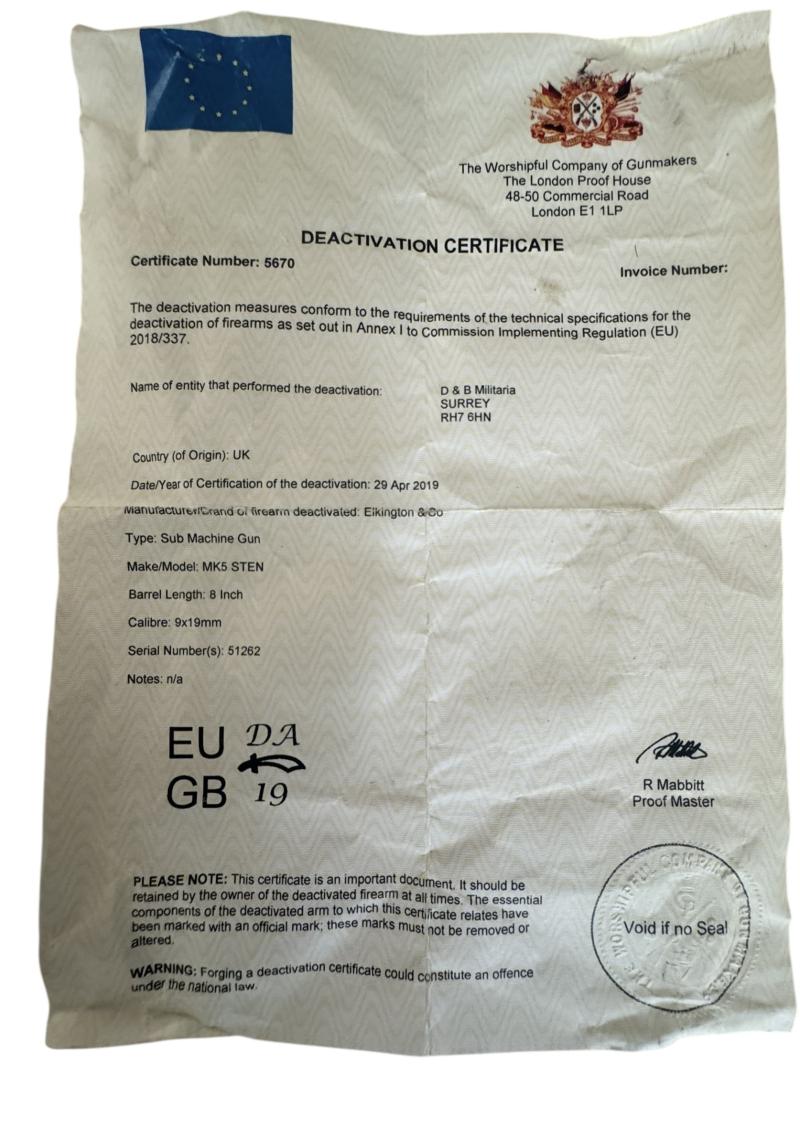 The Worshipful Company of Gunmakers
The London Proof House
48-50 Commercial Road
London E1 1LP
DEACTIVATION CERTIFICATE
Certificate Number: 5670
Invoice Number:
The deactivation measures conform to the requirements of the technical specifications for the
deactivation of firearms as set out in Annex I to Commission Implementing Regulation (EU)
2018/337.
Name of entity that performed the deactivation:
D & B Militaria
SURREY
RH7 6HN
Country (of Origin): UK
Date/Year of Certification of the deactivation: 29 Apr 2019
Manufacturer/Brand of firearm deactivated: Elkington & Co
Type: Sub Machine Gun
Make/Model: MK5 STEN
Barrel Length: 8 Inch
Calibre: 9x19mm
Serial Number(s): 51262
Notes: n/a
EU DA
GB 19
R Mabbitt
Proof Master
PLEASE NOTE: This certificate is an important document. It should be
retained by the owner of the deactivated firearm at all times. The essential
components of the deactivated arm to which this certificate relates have
been marked with an official mark; these marks must not be removed or
altered.
WARNING: Forging a deactivation certificate could constitute an offence
under the national law.
THE WORSHIPFUL COMPANY OF GUNMAKERS
Void if no Seal